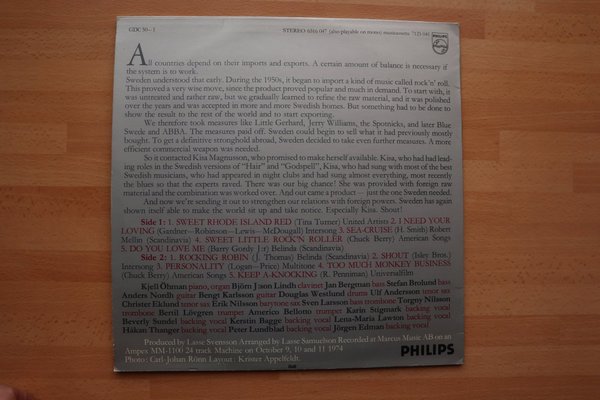 GDC 30 – 1
STEREO 6316 047 (also playable on mono) musicassette 7125 041
PHILIPS
All countries depend on their imports and exports. A certain amount of balance is necessary if
the system is to work.
Sweden understood that early. During the 1950s, it began to import a kind of music called rock'n' roll.
This proved a very wise move, since the product proved popular and much in demand. To start with, it
was untreated and rather raw, but we gradually learned to refine the raw material, and it was polished
over the years and was accepted in more and more Swedish homes. But something had to be done to
show the result to the rest of the world and to start exporting.
We therefore took measures like Little Gerhard, Jerry Williams, the Spotnicks, and later Blue
Swede and ABBA. The measures paid off. Sweden could begin to sell what it had previously mostly
bought. To get a definitive stronghold abroad, Sweden decided to take even further measures. A more
efficient commercial weapon was needed.
So it contacted Kisa Magnusson, who promised to make herself available. Kisa, who had had lead-
ing roles in the Swedish versions of "Hair" and "Godspell", Kisa, who had sung with most of the best
Swedish musicians, who had appeared in night clubs and had sung almost everything, most recently
the blues so that the experts raved. There was our big chance! She was provided with foreign raw
material and the combination was worked over. And out came a product — just the one Sweden needed.
And now we're sending it out to strengthen our relations with foreign powers. Sweden has again
shown itself able to make the world sit up and take notice. Especially Kisa. Shout!
Side 1: 1. SWEET RHODE ISLAND RED (Tina Turner) United Artists 2. I NEED YOUR
LOVING (Gardner—Robinson—Lewis—McDougall) Intersong 3. SEA-CRUISE (H. Smith) Robert
Mellin (Scandinavia) 4. SWEET LITTLE ROCK'N ROLLER (Chuck Berry) American Songs
5. DO YOU LOVE ME (Barry Gordy J:r) Belinda (Scandinavia)
Side 2: 1. ROCKING ROBIN (J. Thomas) Belinda (Scandinavia) 2. SHOUT (Isley Bros.)
Intersong 3. PERSONALITY (Logan—Price) Multitone 4. TOO MUCH MONKEY BUSINESS
(Chuck Berry) American Songs 5. KEEP A-KNOCKING (R. Penniman) Universalfilm
Kjell Öhman piano, organ Björn J:son Lindh clavinet Jan Bergman bass Stefan Brolund bass
Anders Nordh guitar Bengt Karlsson guitar Douglas Westlund drums Ulf Andersson tenor sax
Christer Eklund tenor sax Erik Nilsson barytone sax Sven Larsson bass trombone Torgny Nilsson
trombone Bertil Lövgren trumpet Americo Bellotto trumpet Karin Stigmark backing vocal
Beverly Sundel backing vocal Kerstin Bagge backing vocal Lena-Maria Lawton backing vocal
Håkan Thanger backing vocal Peter Lundblad backing vocal Jörgen Edman backing vocal
Produced by Lasse Svensson Arranged by Lasse Samuelson Recorded at Marcus Music AB on an
Ampex MM-1100 24 track Machine on October 9, 10 and 11 1974
Photo: Carl-Johan Rönn Layout: Krister Appelfeldt.
PHILIPS